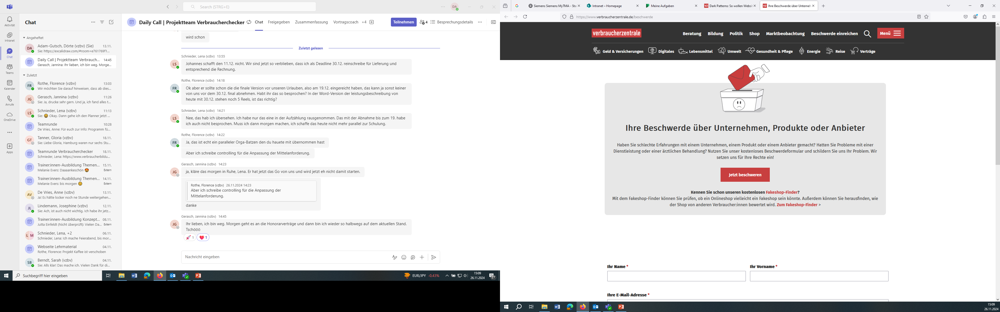 Search (STRG+E)
DA
Aktivität
Intranet
Chat
Teams
Kalender
Anrufe
OneDrive
Apps
Chat
Angeheftet
DA
Adam-Gutsch, Dörte (vzbv) (Sie)
13.11.
Sie: https://excalidraw.com/#room=e761769f1...
Daily Call | Projektteam Verbrauch...
14:45
Gerasch, Jannina: Ihr lieben, ich bin weg. Morge...
Zuletzt
FR
Rothe, Florence (vzbv)
13:03
Wir möchten Sie darauf hinweisen, dass ab dies...
JG
Gerasch, Jannina (vzbv)
11:26
Sie: Ja, drucke sehr gern. Und ja, ich fand alles t...
LS
Schnieder, Lena (vzbv)
11:13
Sie: 😄 Okay. Dann gehe ich den Planner jetzt ...
Teamrunde
10:28
De Vries, Anne: Für euch zur Info: Programm fü...
GT
Tanner, Gloria (vzbv)
18.11.
Sie: Liebe Gloria, Hamburg waren nur sechs Stu...
Teamrunde Verbraucherchecker
18.11.
Schnieder, Lena: https://www.verbraucherbildu...
Trainer:innen-Ausbildung Themen...
15.11.
Melanie Evers: Daaaankeschön 🥰
Extern
Trainer:innen-Ausbildung Themen...
14.11.
Melanie Evers: bis morgen 🙂
Extern
AV
De Vries, Anne (vzbv)
13.11.
Ja! Es hätte locker noch ne Stunde weitergehen...
JL
Lindemann, Josephine (vzbv)
12.11.
Sie: Ach, ist auch nicht wichtig. Ich habe ihr jetz...
Trainer:innen-Ausbildung Konzept...
08.11.
Jutta Einfeldt (Nicht überprüft): Vielen Da...
Extern
L M
Schnieder, Lena, +2
06.11.
Schnieder, Lena: Ich mache Feierabend, bis mor...
Webseite Lehrmaterial
04.11.
Rothe, Florence: Projekt Kaffee ist verschoben
SB
Berndt, Sarah (vzbv)
04.11.
Sie: Alls klar! Das mache ich. Vielen Dank für di...
Daily Call | Projektteam Verbraucherchecker
Chat
Freigegeben
Zusammenfassung
Vortragscoach
+4
Teilnehmen
4
Besprechungsdetails
wird schon
Zuletzt gelesen
Schnieder, Lena (vzbv) 13:55
LS
Johannes schafft den 11.12. nicht. Wir sind jetzt so verblieben, dass ich als Deadline 30.12. reinschreibe für Lieferung und
entsprechend die Rechnung.
Rothe, Florence (vzbv) 14:18
FR
Ok aber er sollte schon die die finale Version vor unseren Urlauben, also am 19.12. eingereicht haben, das kann ja sonst keiner
von uns vor dem 30.12. final abnehmen. Habt ihr das so besprochen? In der Word-Version der leistungsbeschreibung von
heute mit 30.12. stehen noch 5 Reels, ist das richtig?
Schnieder, Lena (vzbv) 14:21
LS
Nee, das hab ich übersehen. Ich habe nur das eine in der Aufzählung rausgenommen. Das mit der Abnahme bis zum 19. habe
ich auch nicht besprochen. Muss ich dann morgen machen, ich schaffe das heute nicht mehr parallel zur Schulung.
Rothe, Florence (vzbv) 14:22
FR
Ja, das ist echt ein paralleler Orga-Batzen den du hauete mit übernommen hast
Aber ich schreibe controlling für die Anpassung der Mittelanforderung.
Gerasch, Jannina (vzbv) 14:23
JG
ja, kläre das morgen in Ruhe, Lena. Er hat jetzt das Go von uns und wird jetzt eh nicht damit starten.
Rothe, Florence (vzbv) 26.11.2024 14:23
Aber ich schreibe controlling für die Anpassung der
Mittelanforderung.
danke
Gerasch, Jannina (vzbv) 14:45
JG
Ihr lieben, ich bin weg. Morgen geht es an die Honorarverträge und dann bin ich wieder so halbwegs auf dem aktuellen Stand.
Tschööö
🚀 1 ❤️ 1
Nachricht eingeben
Suchbegriff hier eingeben
EUR/JPY -0,43%
15:09
26.11.2024
27
Siemens Siemens MyTMA - Sta
Intranet – Homepage
Meine Aufgaben
VZ Dark Patterns: So wollen Websit
VZ Ihre Beschwerde über Unterneh
https://www.verbraucherzentrale.de/beschwerde
verbraucherzentrale
Beratung
Bildung
Politik
Shop
Marktbeobachtung
Beschwerde einreichen
Menü
Geld & Versicherungen
Digitales
Lebensmittel
Umwelt
Gesundheit & Pflege
Energie
Reise
Verträge
Ihre Beschwerde über Unternehmen, Produkte oder Anbieter
Haben Sie schlechte Erfahrungen mit einem Unternehmen, einem Produkt oder einem Anbieter gemacht? Hatten Sie Probleme mit einer
Dienstleistung oder einer ärztlichen Behandlung? Nutzen Sie unser kostenloses Beschwerdeformular und schildern Sie uns Ihr Problem. Wir
setzen uns für Ihre Rechte ein!
Jetzt beschweren
Kennen Sie schon unseren kostenlosen Fakeshop-Finder?
Mit dem Fakeshop-Finder können Sie prüfen, ob ein Onlineshop vielleicht ein Fakeshop sein könnte. Außerdem können Sie herausfinden, wie
der Shop von anderen Verbraucher:innen bewertet wird. Zum Fakeshop-Finder >
Ihr Name *
Ihr Vorname *
Ihre E-Mail-Adresse *
15:09
26.11.2024